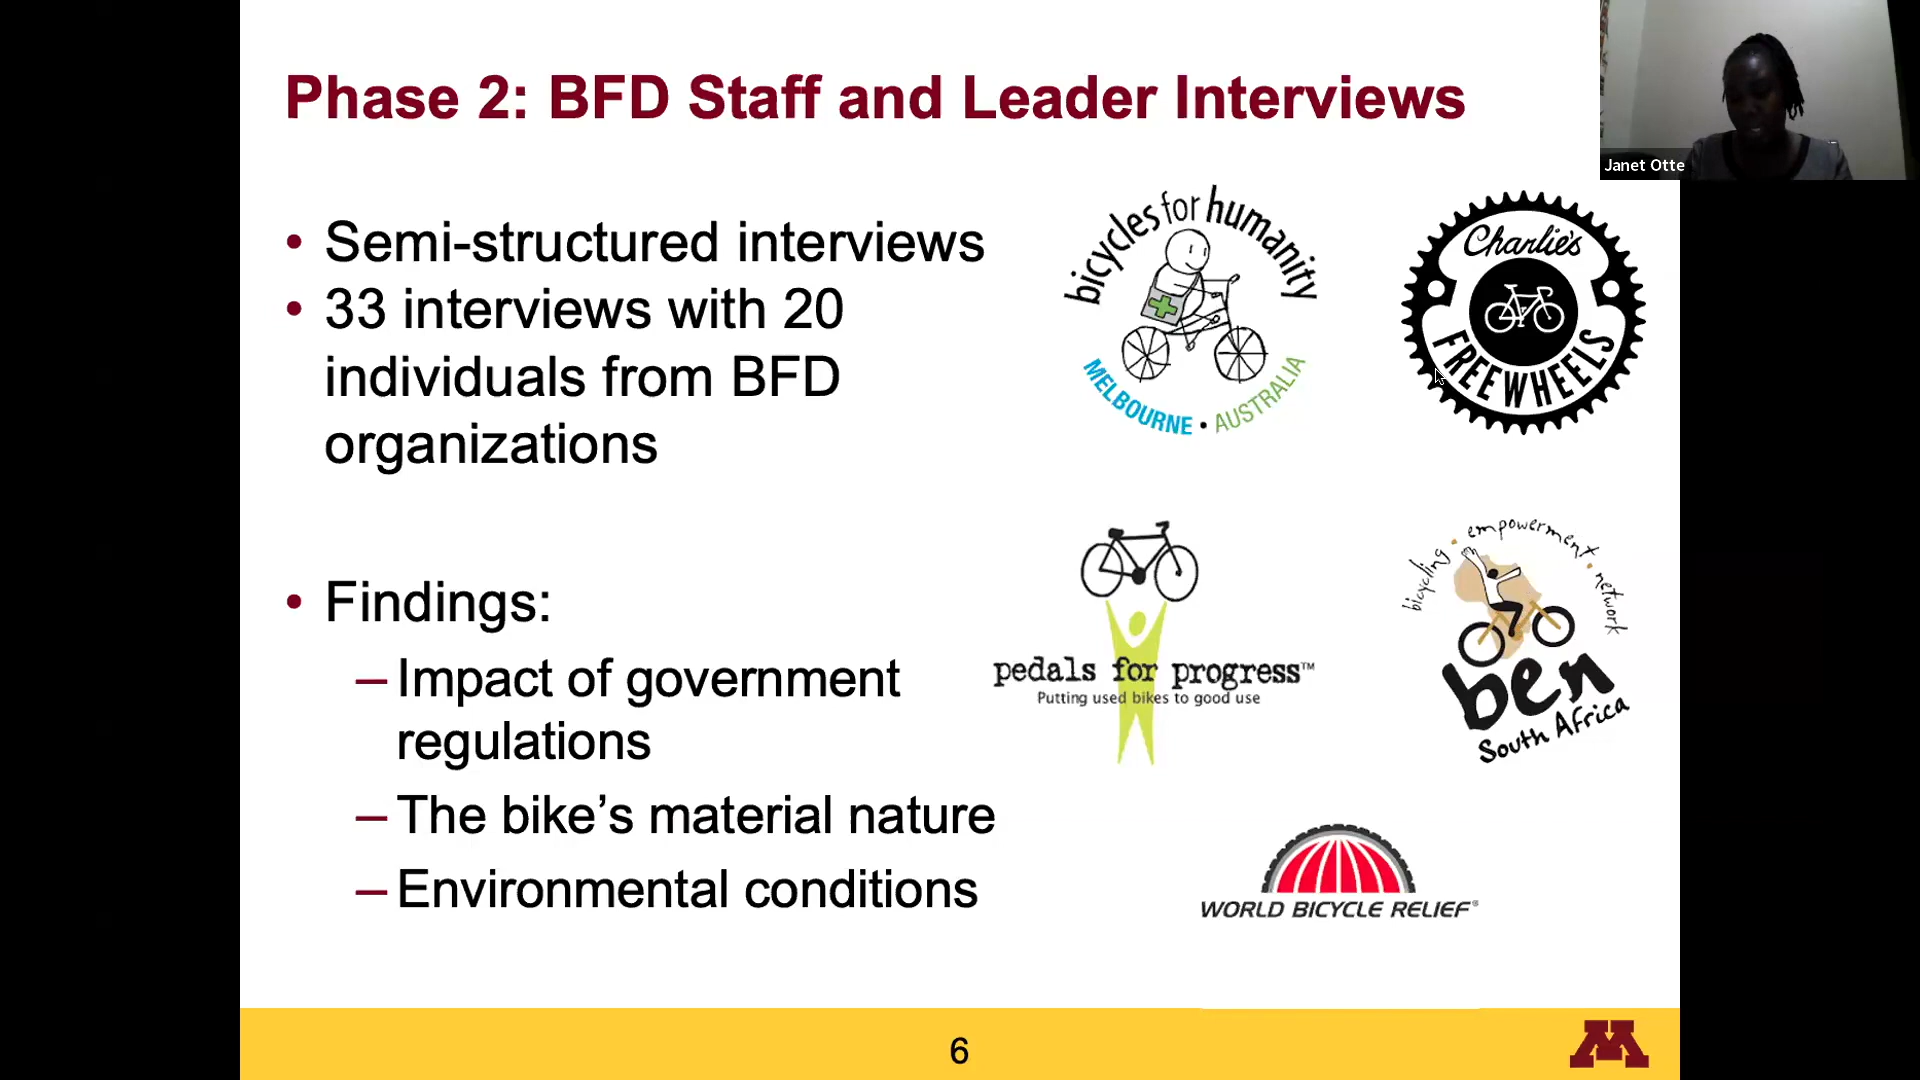 Phase 2: BFD Staff and Leader Interviews
Janet Otte
• Semi-structured interviews
• 33 interviews with 20
individuals from BFD
organizations
• Findings:
– Impact of government
regulations
– The bike’s material nature
– Environmental conditions
bicycles for humanity
MELBOURNE • AUSTRALIA
Charlie's
FREEWHEELS
pedals for progress™
Putting used bikes to good use
bicycling • empowerment • network
ben
South Africa
WORLD BICYCLE RELIEF®
6
M